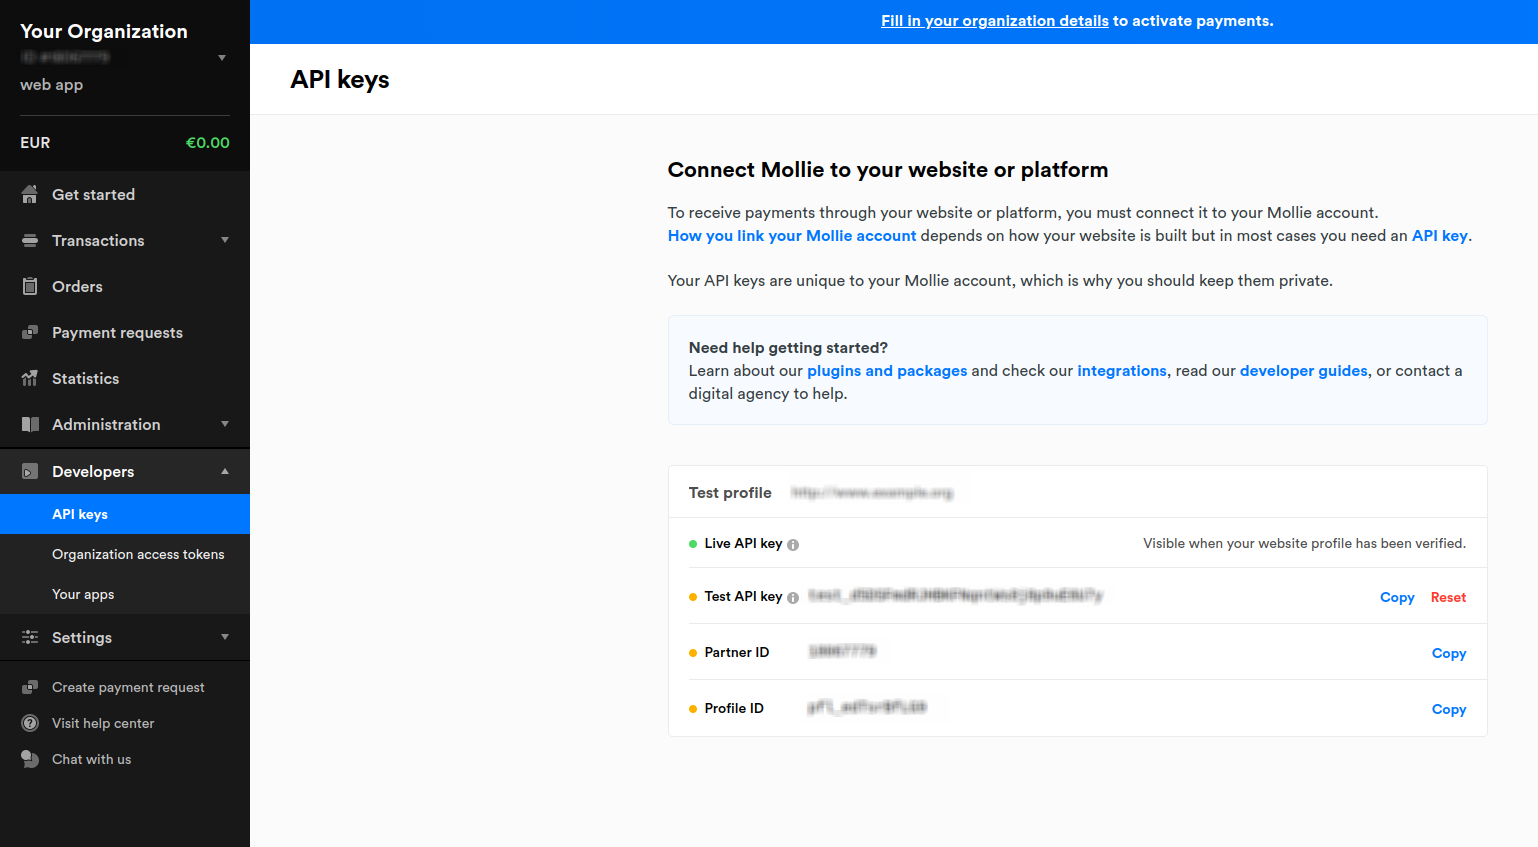 Your Organization
web app
EUR €0.00
Get started
Transactions
Orders
Payment requests
Statistics
Administration
Developers
API keys
Organization access tokens
Your apps
Settings
Create payment request
Visit help center
Chat with us
Fill in your organization details to activate payments.
API keys
Connect Mollie to your website or platform
To receive payments through your website or platform, you must connect it to your Mollie account.
How you link your Mollie account depends on how your website is built but in most cases you need an API key.
Your API keys are unique to your Mollie account, which is why you should keep them private.
Need help getting started?
Learn about our plugins and packages and check our integrations, read our developer guides, or contact a
digital agency to help.
Test profile
Live API key Visible when your website profile has been verified.
Test API key Copy Reset
Partner ID Copy
Profile ID Copy